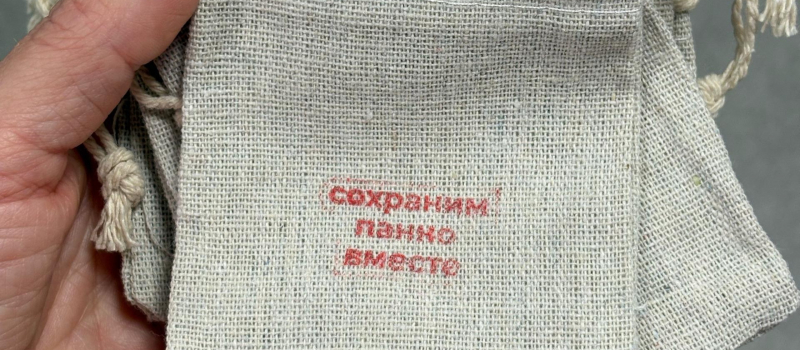 сохраним
панно
вместе